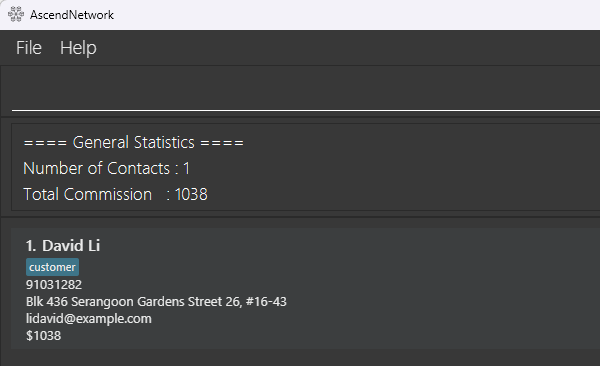 AscendNetwork
File Help
==== General Statistics ====
Number of Contacts : 1
Total Commission : 1038
1. David Li
customer
91031282
Blk 436 Serangoon Gardens Street 26, #16-43
lidavid@example.com
$1038